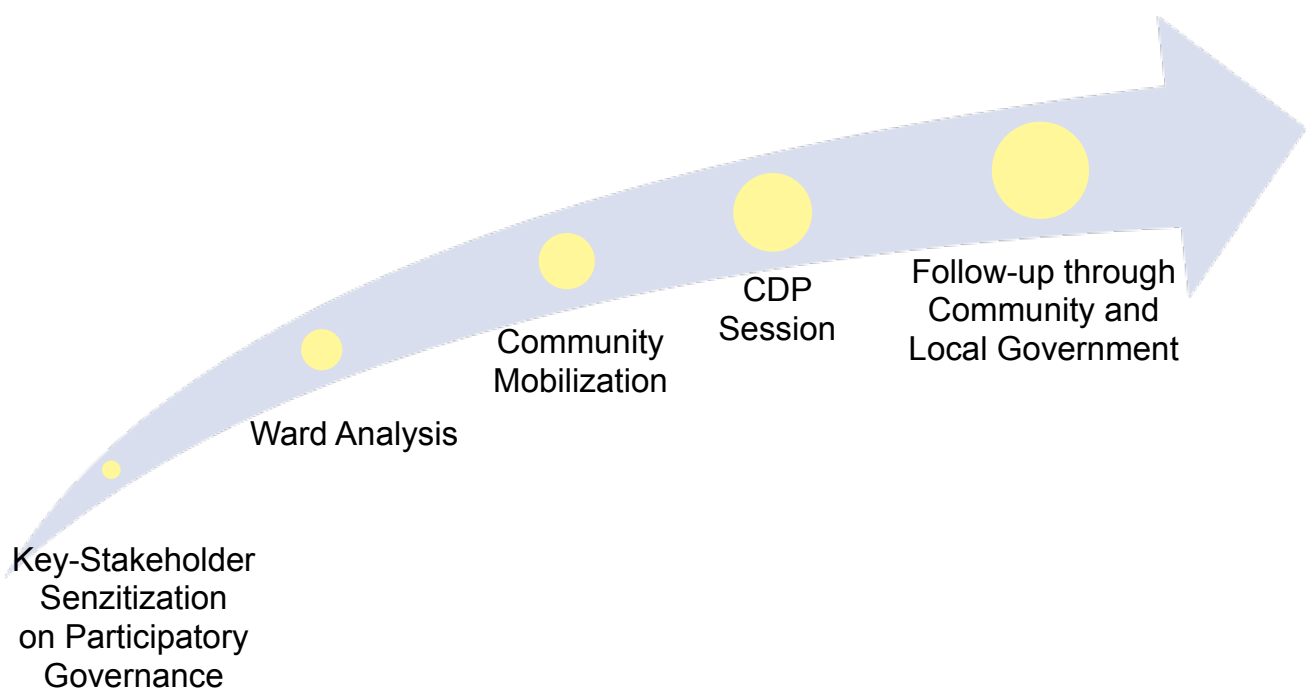 Key-Stakeholder
Senzitization
on Participatory
Governance
Ward Analysis
Community
Mobilization
CDP
Session
Follow-up through
Community and
Local Government